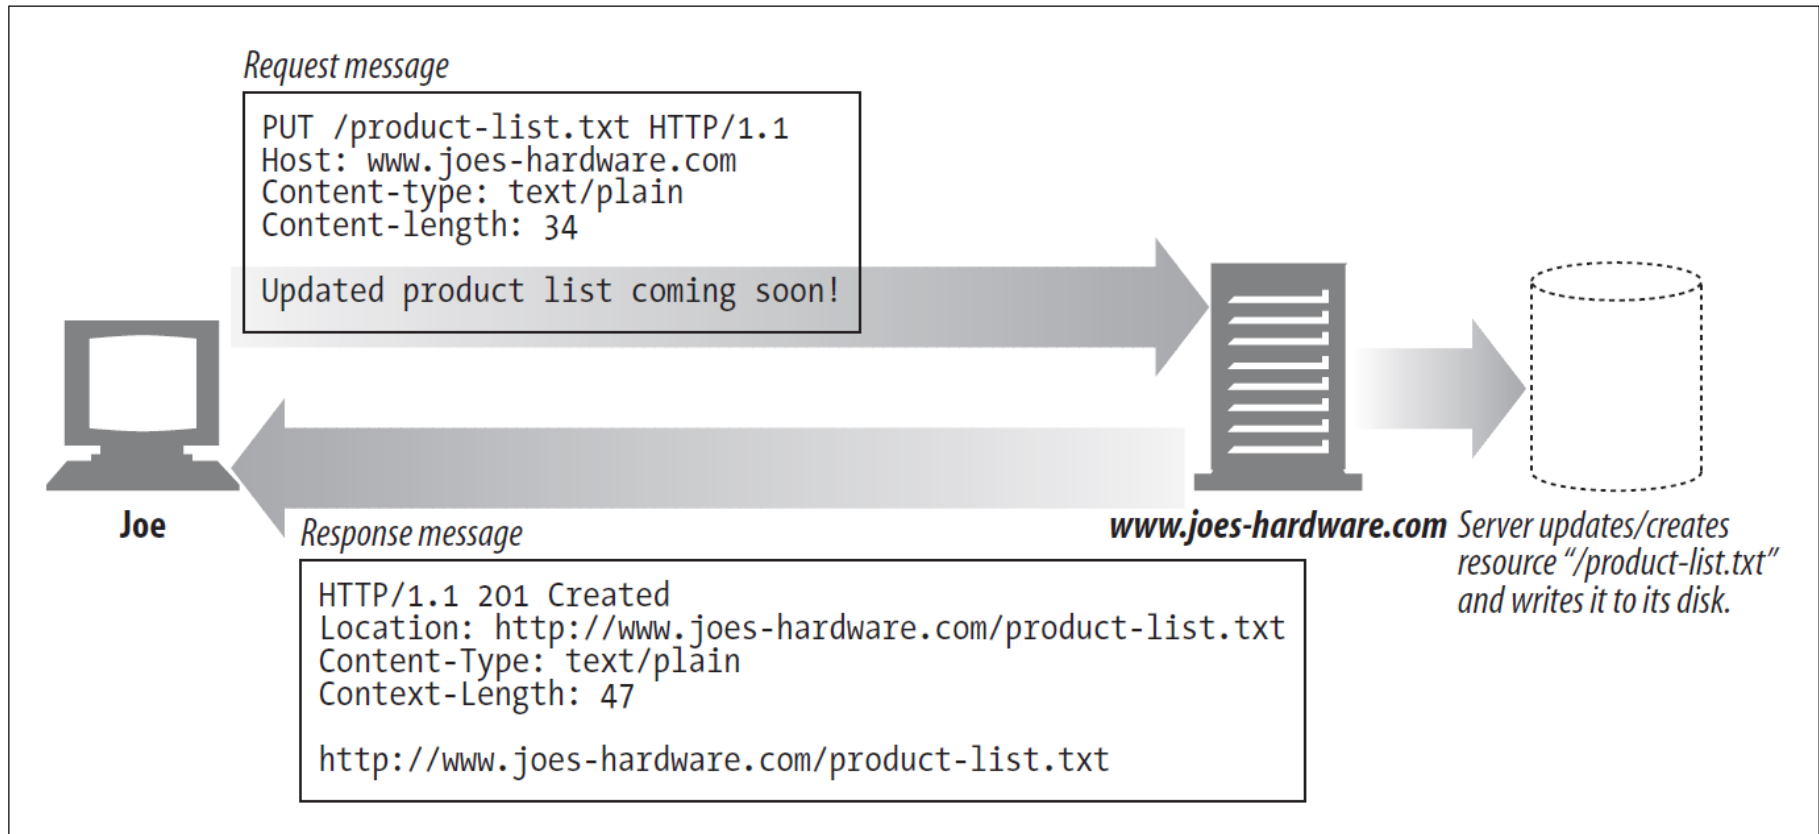 Request message
PUT /product-list.txt HTTP/1.1
Host: www.joes-hardware.com
Content-type: text/plain
Content-length: 34
Updated product list coming soon!
Joe
www.joes-hardware.com
Server updates/creates
resource “/product-list.txt”
and writes it to its disk.
Response message
HTTP/1.1 201 Created
Location: http://www.joes-hardware.com/product-list.txt
Content-Type: text/plain
Context-Length: 47
http://www.joes-hardware.com/product-list.txt